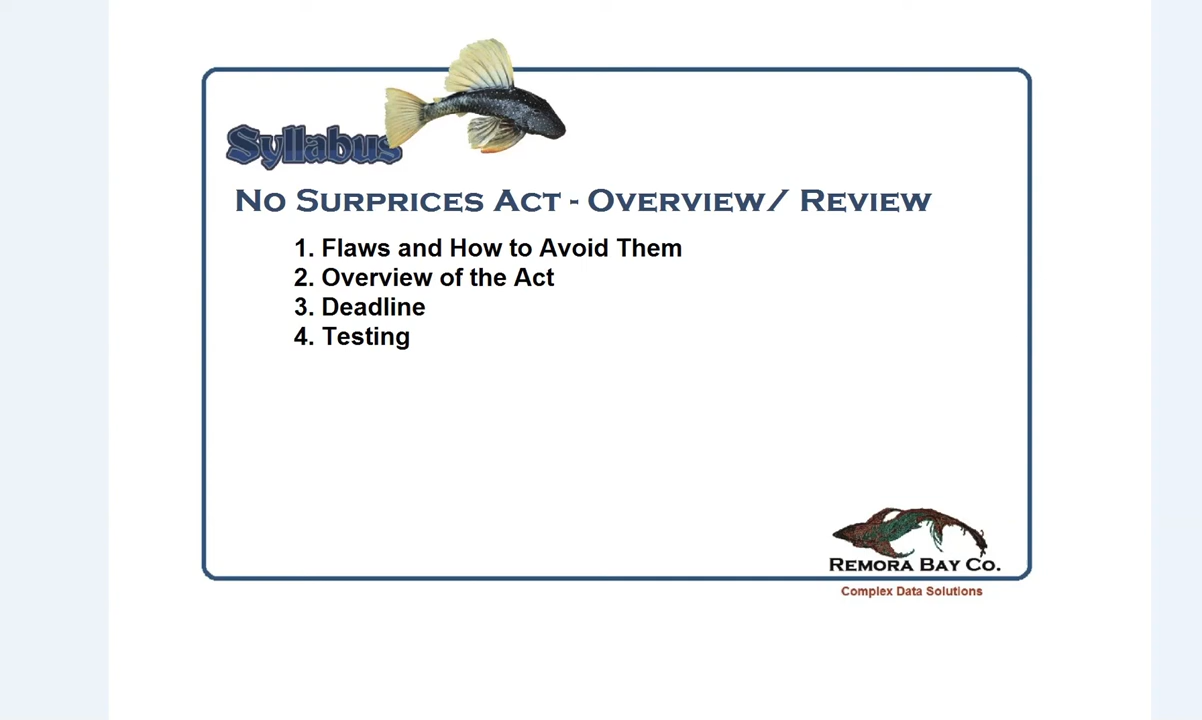 Syllabus
No Surprices Act - Overview/ Review
1. Flaws and How to Avoid Them
2. Overview of the Act
3. Deadline
4. Testing
Remora Bay Co.
Complex Data Solutions